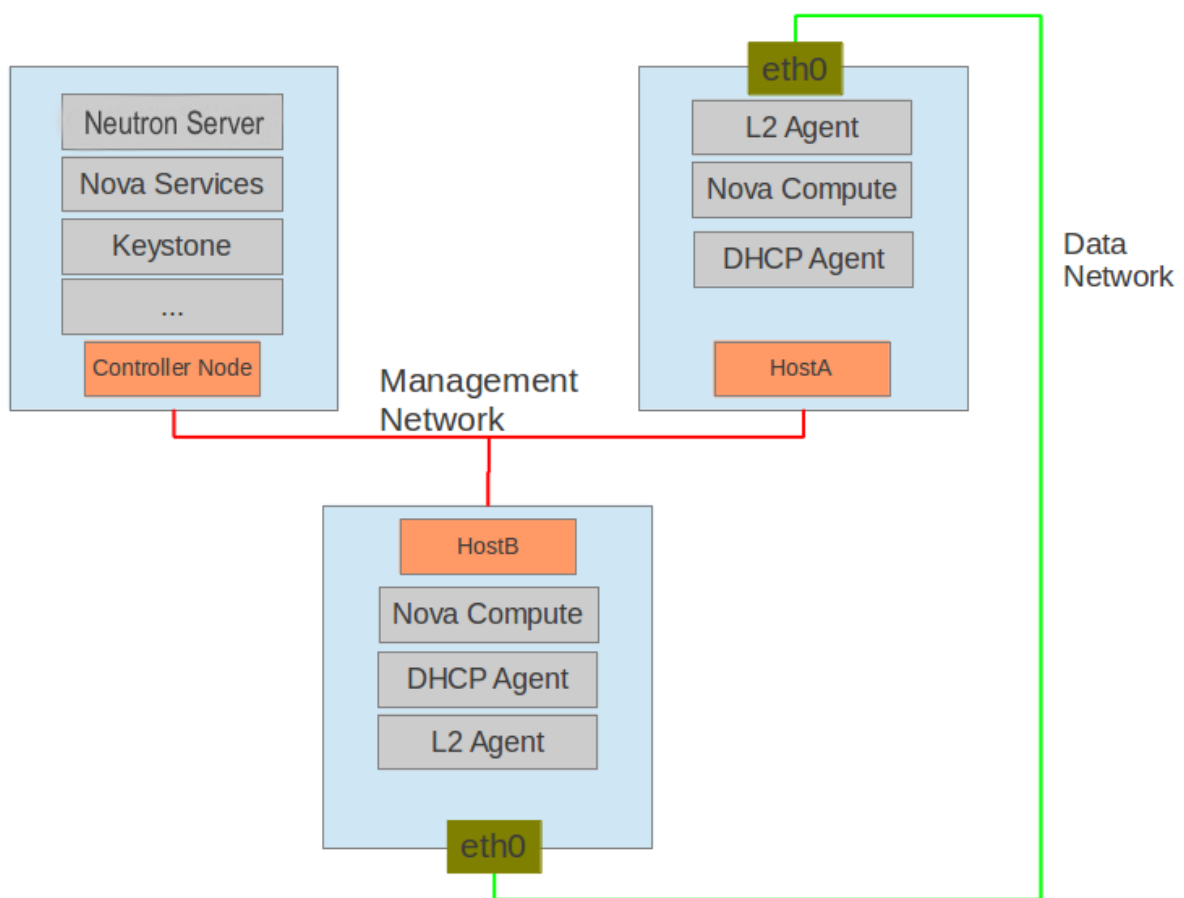 Neutron Server
Nova Services
Keystone
...
Controller Node
eth0
L2 Agent
Nova Compute
DHCP Agent
HostA
Data
Network
Management
Network
HostB
Nova Compute
DHCP Agent
L2 Agent
eth0